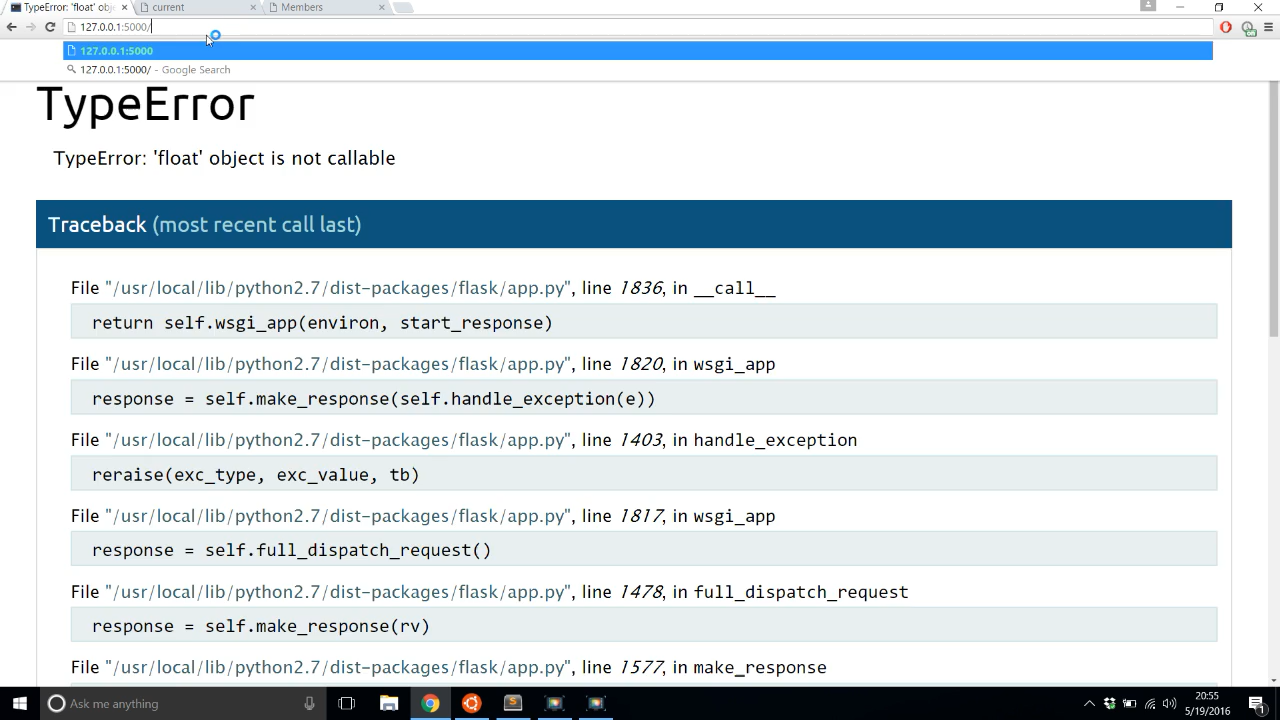 TypeError: 'float' obj
current
Members
127.0.0.1:5000/
127.0.0.1:5000
127.0.0.1:5000/ - Google Search
TypeError
TypeError: 'float' object is not callable
Traceback (most recent call last)
File "/usr/local/lib/python2.7/dist-packages/flask/app.py", line 1836, in __call__
return self.wsgi_app(environ, start_response)
File "/usr/local/lib/python2.7/dist-packages/flask/app.py", line 1820, in wsgi_app
response = self.make_response(self.handle_exception(e))
File "/usr/local/lib/python2.7/dist-packages/flask/app.py", line 1403, in handle_exception
reraise(exc_type, exc_value, tb)
File "/usr/local/lib/python2.7/dist-packages/flask/app.py", line 1817, in wsgi_app
response = self.full_dispatch_request()
File "/usr/local/lib/python2.7/dist-packages/flask/app.py", line 1478, in full_dispatch_request
response = self.make_response(rv)
File "/usr/local/lib/python2.7/dist-packages/flask/app.py", line 1577, in make_response
Ask me anything
20:55
5/19/2016
1